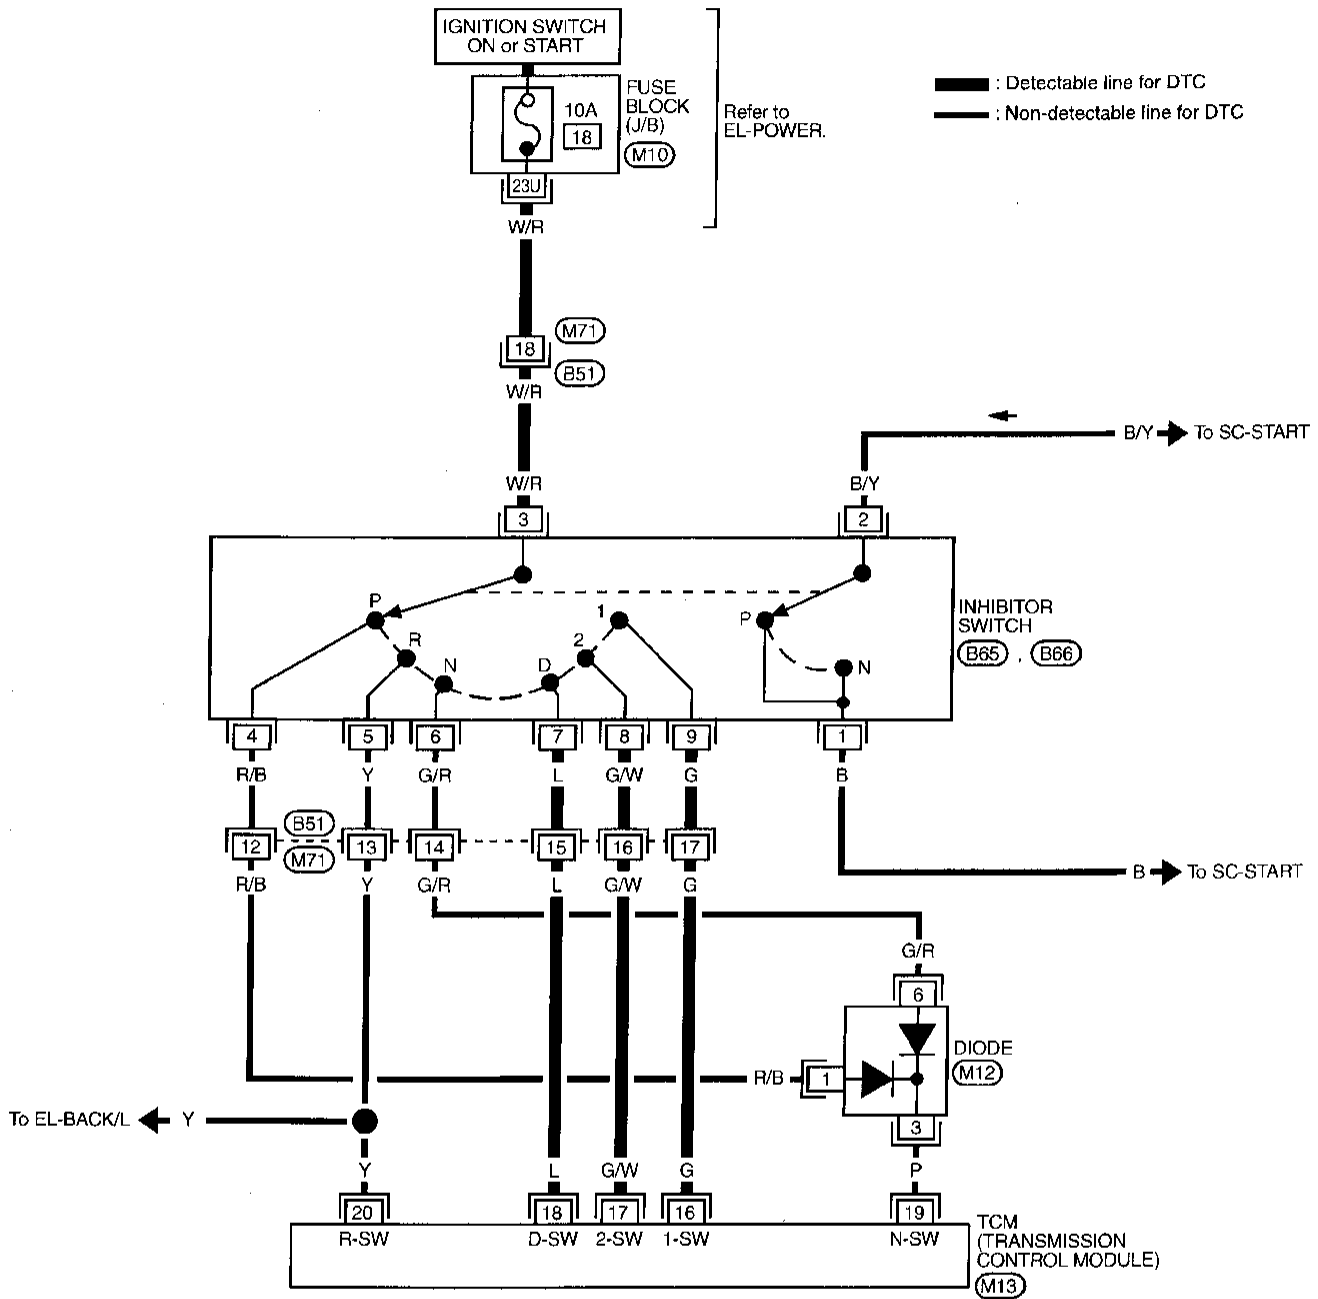 IGNITION SWITCH
ON or START
FUSE
BLOCK
(J/B)
M10
10A
18
23U
Refer to
EL-POWER.
: Detectable line for DTC
: Non-detectable line for DTC
W/R
M71
18
B51
W/R
B/Y
To SC-START
W/R
B/Y
3
2
P
R
N
D
2
1
P
N
INHIBITOR
SWITCH
B65 , B66
4
5
6
7
8
9
1
R/B
Y
G/R
L
G/W
G
B
B51
12
13
14
15
16
17
M71
R/B
Y
G/R
L
G/W
G
B
To SC-START
G/R
6
DIODE
M12
R/B
1
3
To EL-BACK/L
Y
Y
L
G/W
G
P
20
18
17
16
19
R-SW
D-SW
2-SW
1-SW
N-SW
TCM
(TRANSMISSION
CONTROL MODULE)
M13